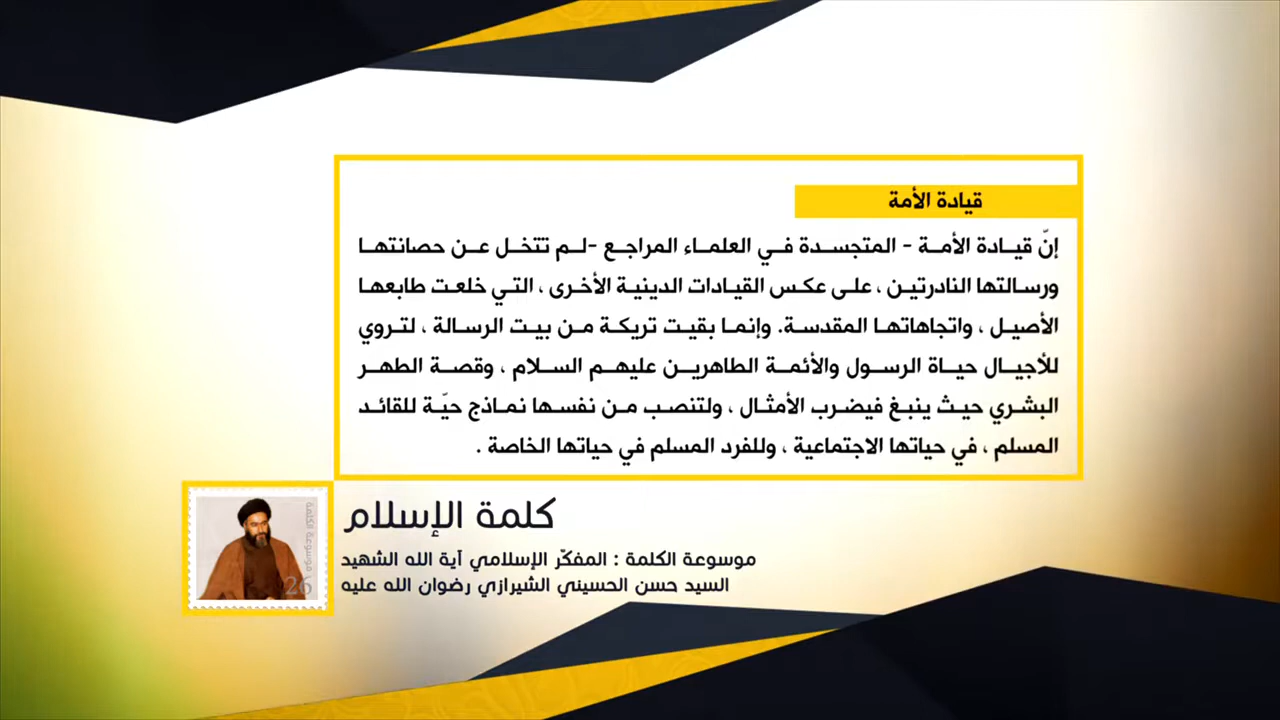 قيادة الأمة
إنّ قيادة الأمة - المتجسدة في العلماء المراجع -لم تتخل عن حصانتها
ورسالتها النادرتين ، على عكس القيادات الدينية الأخرى ، التي خلعت طابعها
الأصيل ، واتجاهاتها المقدسة. وإنما بقيت تريكة من بيت الرسالة ، لتروي
للأجيال حياة الرسول والأئمة الطاهرين عليهم السلام ، وقصة الطهر
البشري حيث ينبغ فيضرب الأمثال ، ولتنصب من نفسها نماذج حيّة للقائد
المسلم ، في حياتها الاجتماعية ، وللفرد المسلم في حياتها الخاصة .
كلمة الإسلام
موسوعة الكلمة : المفكّر الإسلامي آية الله الشهيد
السيد حسن الحسيني الشيرازي رضوان الله عليه
موسوعة الكلمة
26